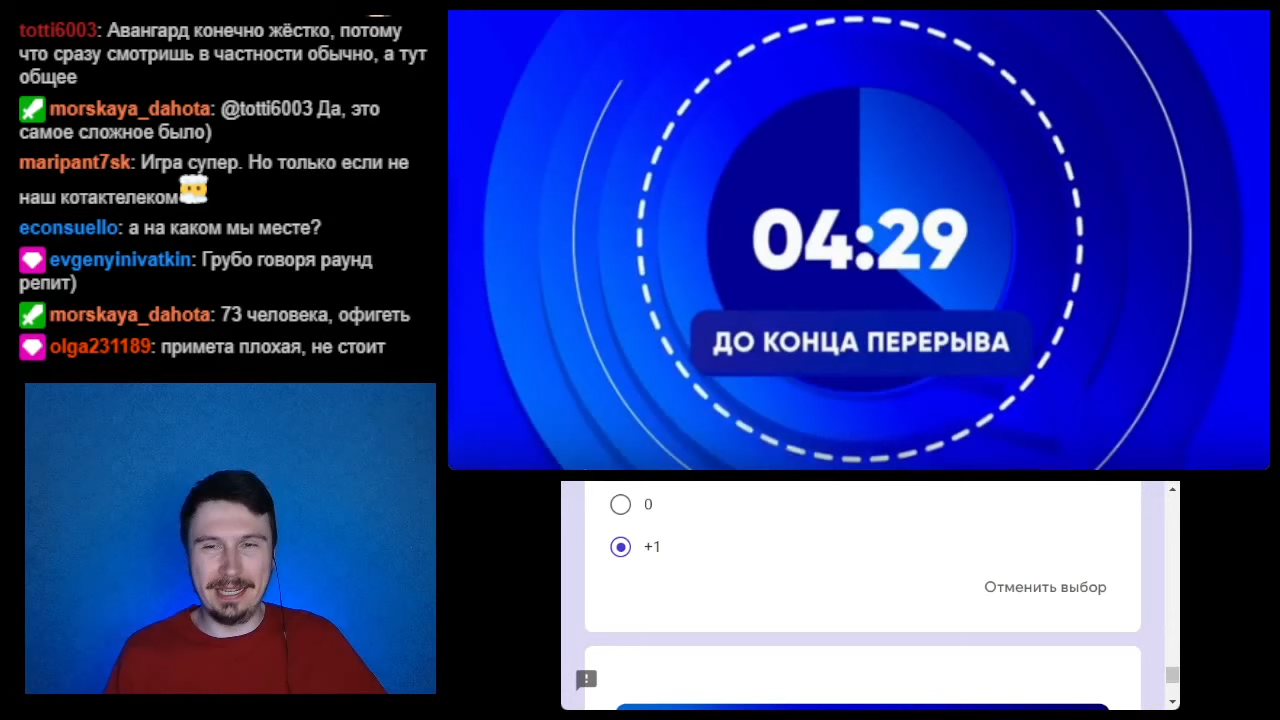 totti6003: Авангард конечно жёстко, потому
что сразу смотришь в частности обычно, а тут
общее
morskaya_dahota: @totti6003 Да, это
самое сложное было)
maripant7sk: Игра супер. Но только если не
наш котактелеком
econsuello: а на каком мы месте?
evgenyinivatkin: Грубо говоря раунд
репит)
morskaya_dahota: 73 человека, офигеть
olga231189: примета плохая, не стоит
04:29
ДО КОНЦА ПЕРЕРЫВА
0
+1
Отменить выбор